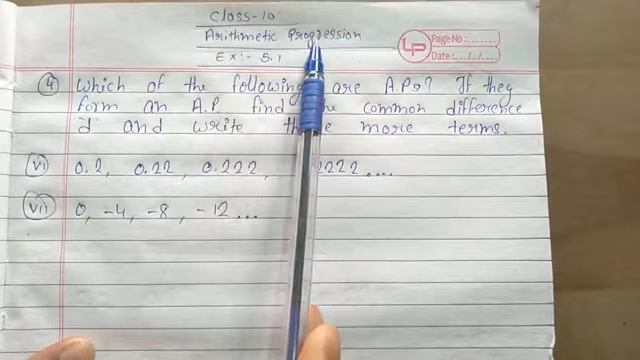 Class-10
Arithmetic Progression
Ex:- 5.1
LP Page No:
Date: / /
4 Which of the following are A.Ps? If they
form an A.P. find the common difference
d and write more terms.
vi 0.2, 0.22, 0.222, 2222....
vii 0, -4, -8, -12...